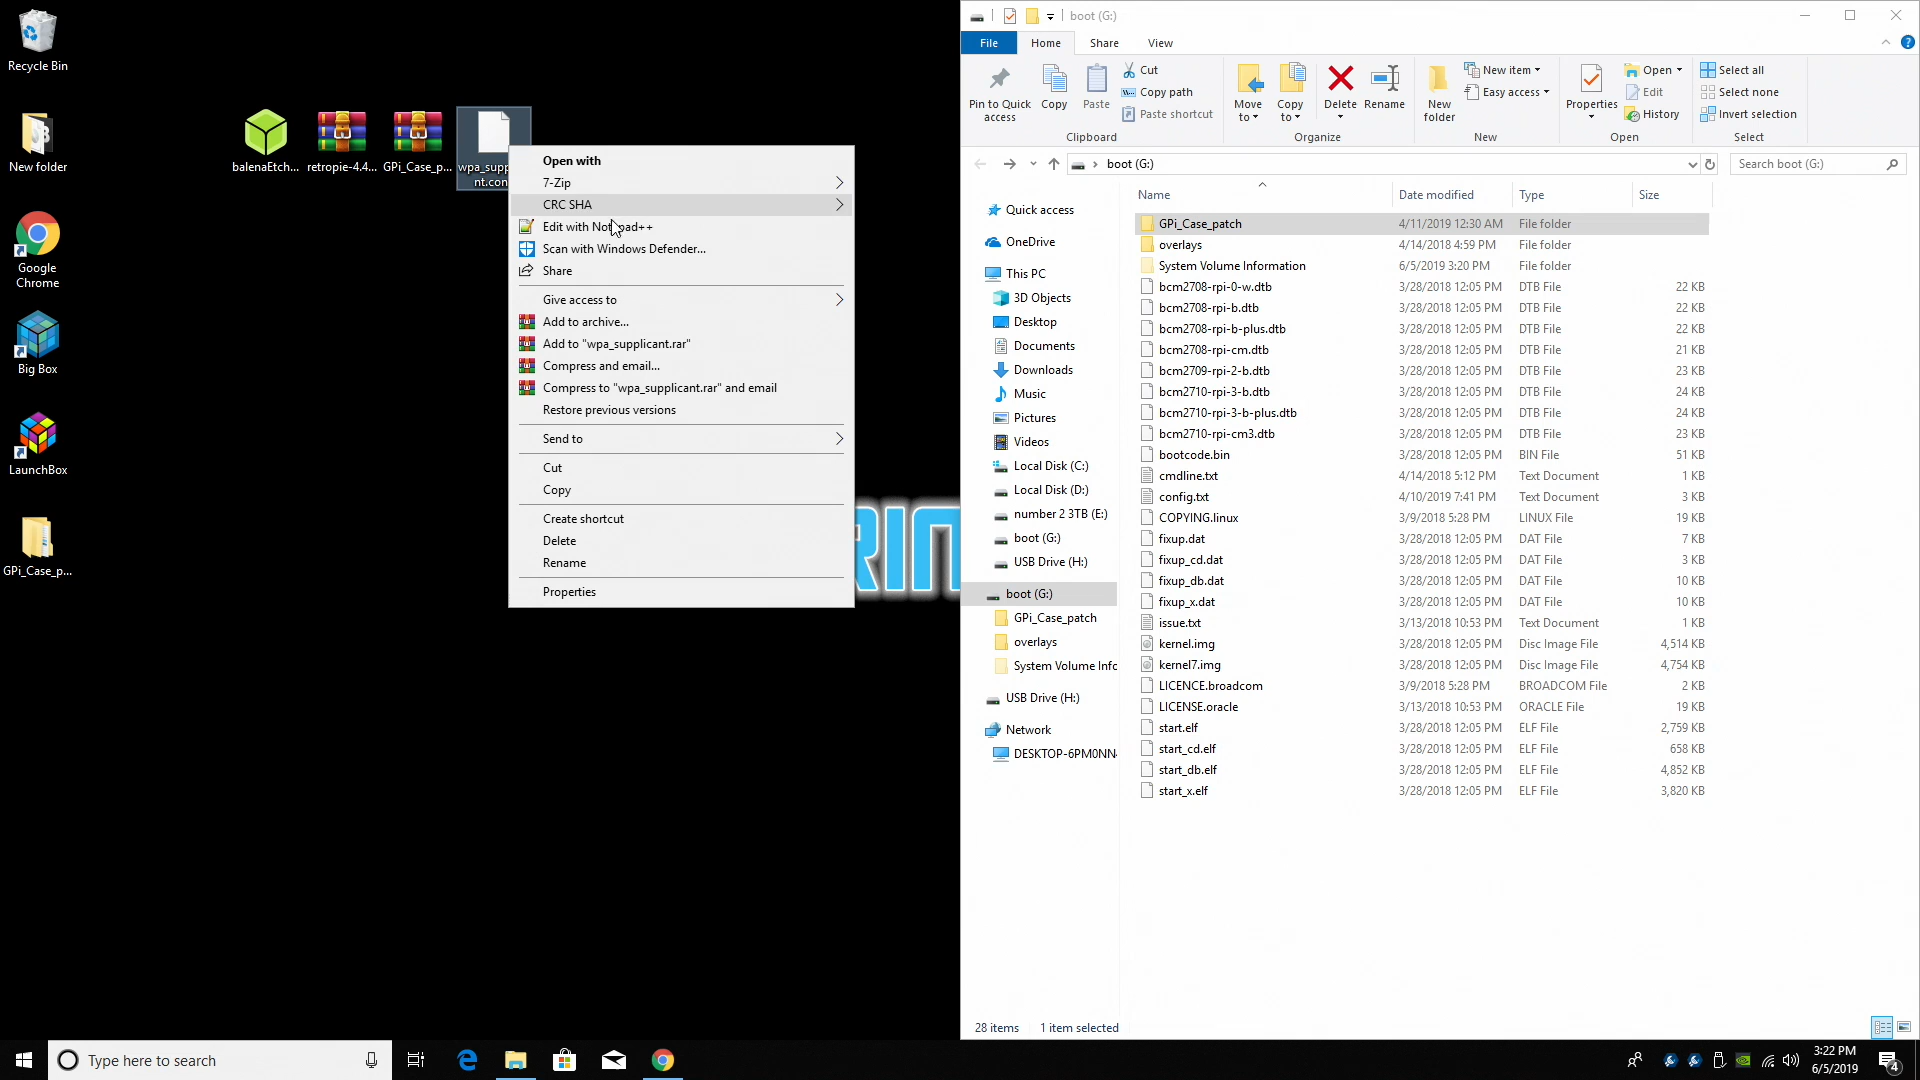 Recycle Bin
New folder
Google
Chrome
Big Box
LaunchBox
GPi_Case_p...
balenaEtch...
retropie-4.4...
GPi_Case_p...
wpa_supp
nt.con
Open with
7-Zip
CRC SHA
Edit with Notepad++
Scan with Windows Defender...
Share
Give access to
Add to archive...
Add to "wpa_supplicant.rar"
Compress and email...
Compress to "wpa_supplicant.rar" and email
Restore previous versions
Send to
Cut
Copy
Create shortcut
Delete
Rename
Properties
boot (G:)
File Home Share View
Pin to Quick
access
Copy
Paste
Cut
Copy path
Paste shortcut
Clipboard
Move
to
Copy
to
Delete
Rename
Organize
New
folder
New item
Easy access
New
Properties
Open
Edit
History
Open
Select all
Select none
Invert selection
Select
boot (G:)
Search boot (G:)
Quick access
OneDrive
This PC
3D Objects
Desktop
Documents
Downloads
Music
Pictures
Videos
Local Disk (C:)
Local Disk (D:)
number 2 3TB (E:)
boot (G:)
USB Drive (H:)
boot (G:)
GPi_Case_patch
overlays
System Volume Info
USB Drive (H:)
Network
DESKTOP-6PM0NN
Name Date modified Type Size
GPi_Case_patch 4/11/2019 12:30 AM File folder
overlays 4/14/2018 4:59 PM File folder
System Volume Information 6/5/2019 3:20 PM File folder
bcm2708-rpi-0-w.dtb 3/28/2018 12:05 PM DTB File 22 KB
bcm2708-rpi-b.dtb 3/28/2018 12:05 PM DTB File 22 KB
bcm2708-rpi-b-plus.dtb 3/28/2018 12:05 PM DTB File 22 KB
bcm2708-rpi-cm.dtb 3/28/2018 12:05 PM DTB File 21 KB
bcm2709-rpi-2-b.dtb 3/28/2018 12:05 PM DTB File 23 KB
bcm2710-rpi-3-b.dtb 3/28/2018 12:05 PM DTB File 24 KB
bcm2710-rpi-3-b-plus.dtb 3/28/2018 12:05 PM DTB File 24 KB
bcm2710-rpi-cm3.dtb 3/28/2018 12:05 PM DTB File 23 KB
bootcode.bin 3/28/2018 12:05 PM BIN File 51 KB
cmdline.txt 4/14/2018 5:12 PM Text Document 1 KB
config.txt 4/10/2019 7:41 PM Text Document 3 KB
COPYING.linux 3/9/2018 5:28 PM LINUX File 19 KB
fixup.dat 3/28/2018 12:05 PM DAT File 7 KB
fixup_cd.dat 3/28/2018 12:05 PM DAT File 3 KB
fixup_db.dat 3/28/2018 12:05 PM DAT File 10 KB
fixup_x.dat 3/28/2018 12:05 PM DAT File 10 KB
issue.txt 3/13/2018 10:53 PM Text Document 1 KB
kernel.img 3/28/2018 12:05 PM Disc Image File 4,514 KB
kernel7.img 3/28/2018 12:05 PM Disc Image File 4,754 KB
LICENCE.broadcom 3/9/2018 5:28 PM BROADCOM File 2 KB
LICENSE.oracle 3/13/2018 10:53 PM ORACLE File 19 KB
start.elf 3/28/2018 12:05 PM ELF File 2,759 KB
start_cd.elf 3/28/2018 12:05 PM ELF File 658 KB
start_db.elf 3/28/2018 12:05 PM ELF File 4,852 KB
start_x.elf 3/28/2018 12:05 PM ELF File 3,820 KB
28 items 1 item selected
Type here to search
3:22 PM
6/5/2019
4